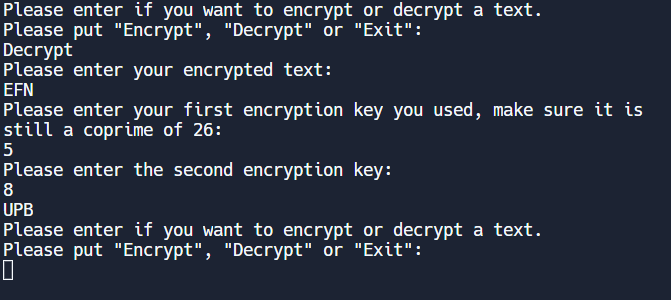 Please enter if you want to encrypt or decrypt a text.
Please put "Encrypt", "Decrypt" or "Exit":
Decrypt
Please enter your encrypted text:
EFN
Please enter your first encryption key you used, make sure it is
still a coprime of 26:
5
Please enter the second encryption key:
8
UPB
Please enter if you want to encrypt or decrypt a text.
Please put "Encrypt", "Decrypt" or "Exit":